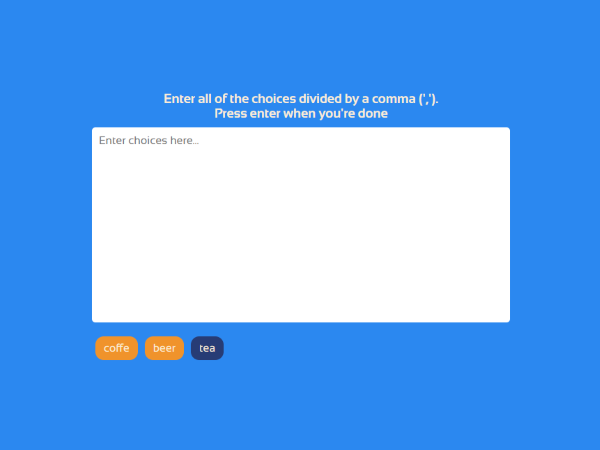 Enter all of the choices divided by a comma (',').
Press enter when you're done
Enter choices here...
coffe
beer
tea